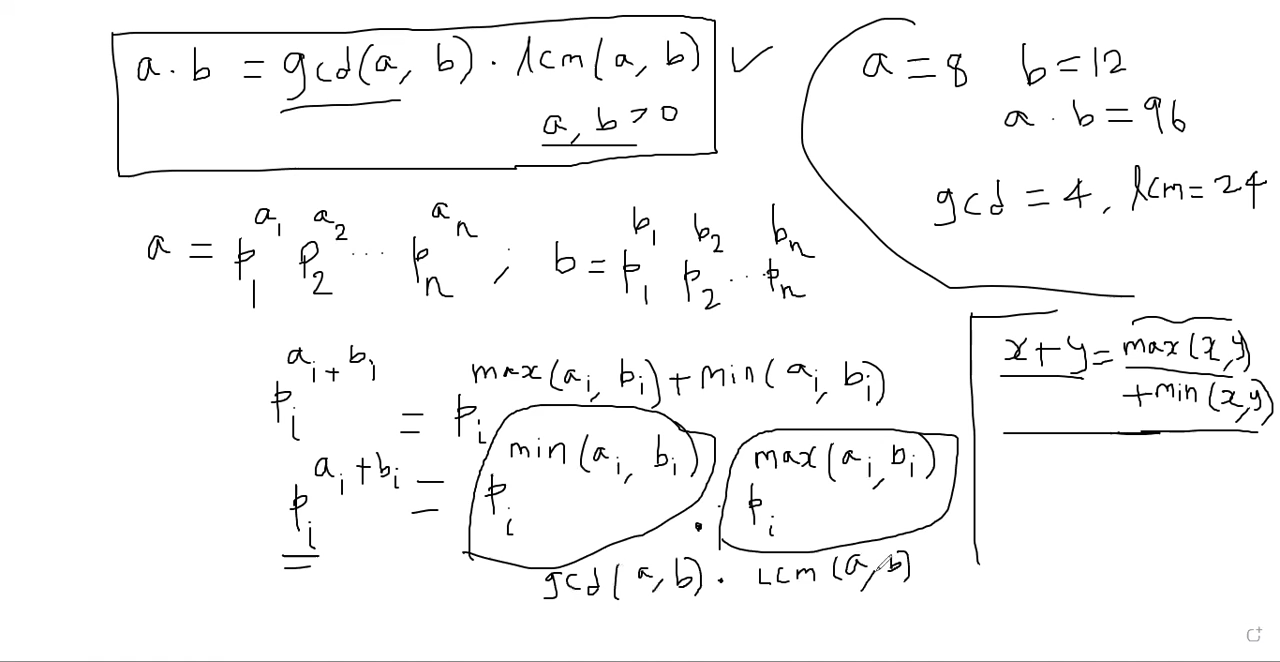 a · b = gcd(a, b) · lcm(a, b) ✓
a, b > 0
a = 8 b = 12
a · b = 96
gcd = 4, lcm = 24
a = p₁^a₁ p₂^a₂ ... pₙ^aₙ ; b = p₁^b₁ p₂^b₂ ... pₙ^bₙ
pᵢ^(aᵢ + bᵢ) = pᵢ^(max(aᵢ, bᵢ) + min(aᵢ, bᵢ))
x + y = max(x, y)
+ min(x, y)
pᵢ^(aᵢ + bᵢ) = pᵢ^min(aᵢ, bᵢ) · pᵢ^max(aᵢ, bᵢ)
gcd(a, b) · Lcm(a, b)